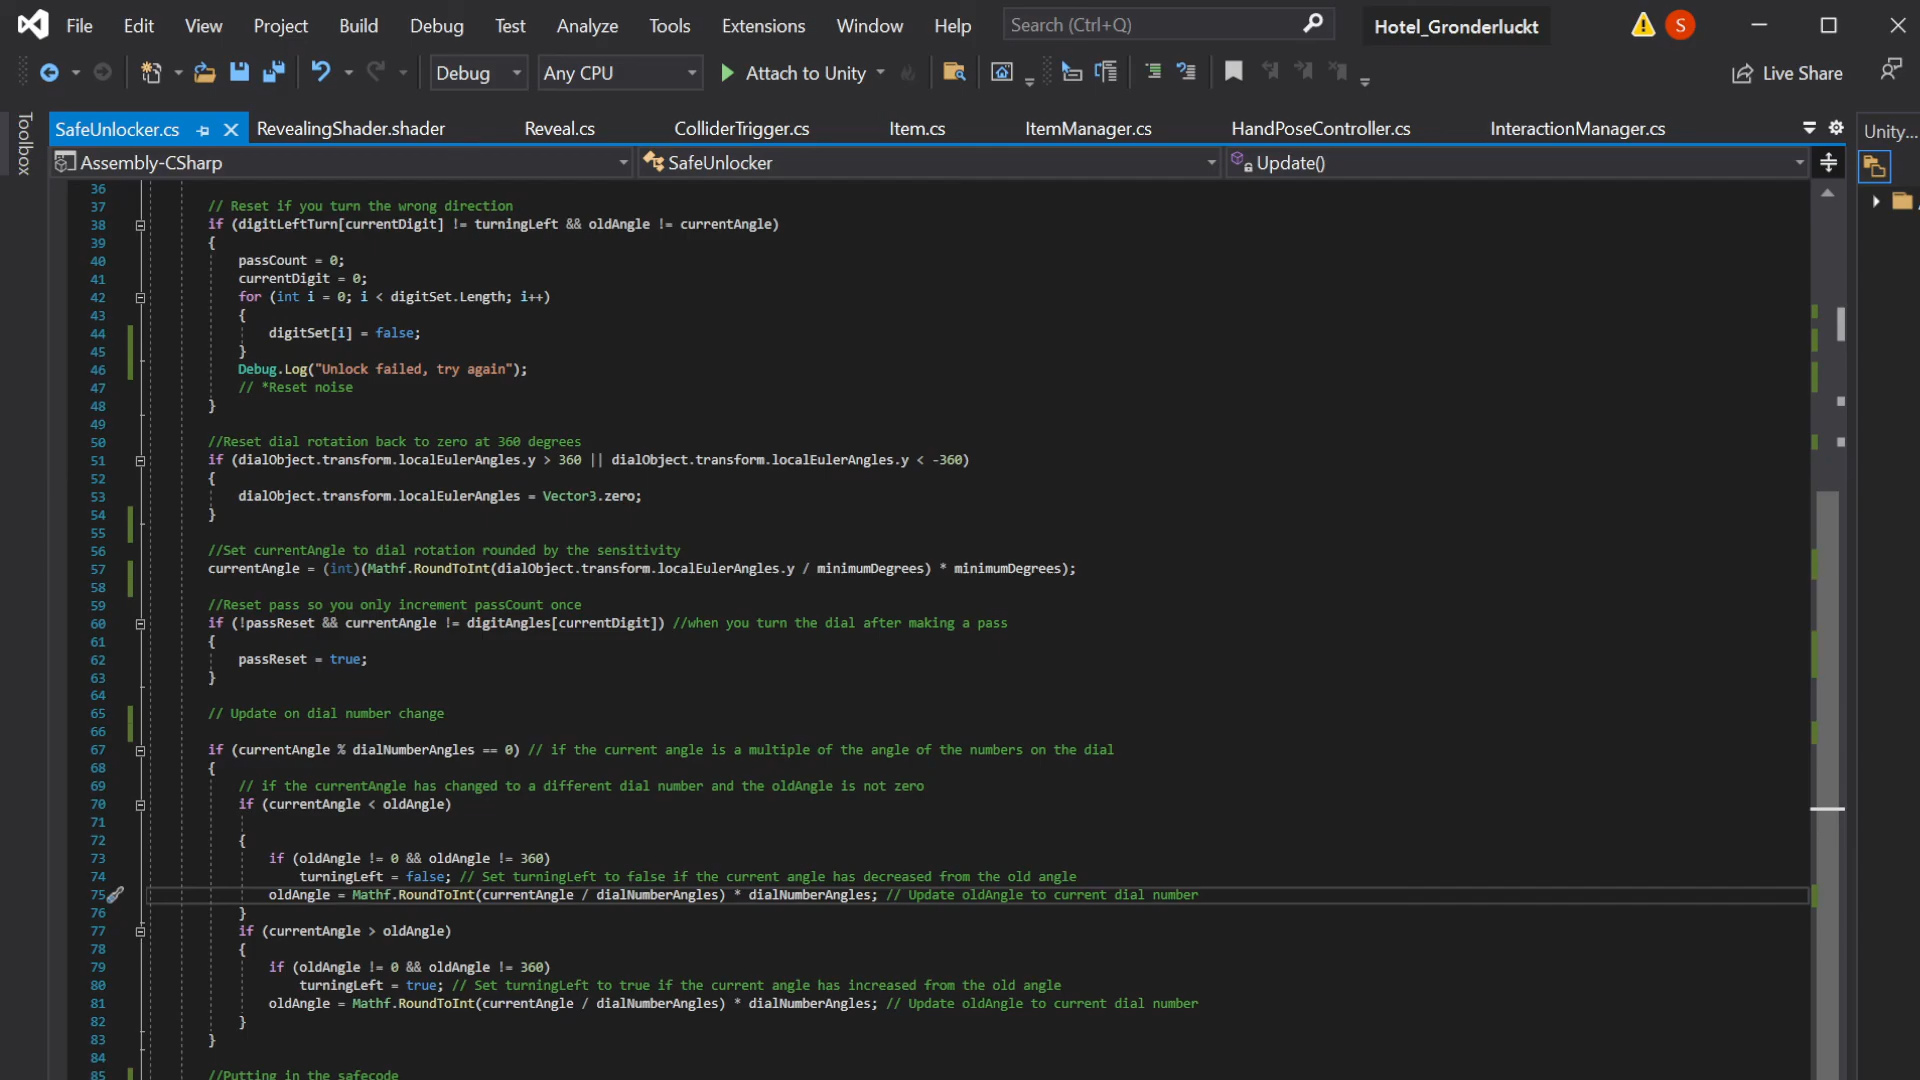 File Edit View Project Build Debug Test Analyze Tools Extensions Window Help Search (Ctrl+Q) Hotel_Gronderluckt S
Debug Any CPU Attach to Unity Live Share
Toolbox
SafeUnlocker.cs RevealingShader.shader Reveal.cs ColliderTrigger.cs Item.cs ItemManager.cs HandPoseController.cs InteractionManager.cs Unity...
Assembly-CSharp SafeUnlocker Update()
36
37 // Reset if you turn the wrong direction
38 if (digitLeftTurn[currentDigit] != turningLeft && oldAngle != currentAngle)
39 {
40 passCount = 0;
41 currentDigit = 0;
42 for (int i = 0; i < digitSet.Length; i++)
43 {
44 digitSet[i] = false;
45 }
46 Debug.Log("Unlock failed, try again");
47 // *Reset noise
48 }
49
50 //Reset dial rotation back to zero at 360 degrees
51 if (dialObject.transform.localEulerAngles.y > 360 || dialObject.transform.localEulerAngles.y < -360)
52 {
53 dialObject.transform.localEulerAngles = Vector3.zero;
54 }
55
56 //Set currentAngle to dial rotation rounded by the sensitivity
57 currentAngle = (int)(Mathf.RoundToInt(dialObject.transform.localEulerAngles.y / minimumDegrees) * minimumDegrees);
58
59 //Reset pass so you only increment passCount once
60 if (!passReset && currentAngle != digitAngles[currentDigit]) //when you turn the dial after making a pass
61 {
62 passReset = true;
63 }
64
65 // Update on dial number change
66
67 if (currentAngle % dialNumberAngles == 0) // if the current angle is a multiple of the angle of the numbers on the dial
68 {
69 // if the currentAngle has changed to a different dial number and the oldAngle is not zero
70 if (currentAngle < oldAngle)
71
72 {
73 if (oldAngle != 0 && oldAngle != 360)
74 turningLeft = false; // Set turningLeft to false if the current angle has decreased from the old angle
75 oldAngle = Mathf.RoundToInt(currentAngle / dialNumberAngles) * dialNumberAngles; // Update oldAngle to current dial number
76 }
77 if (currentAngle > oldAngle)
78 {
79 if (oldAngle != 0 && oldAngle != 360)
80 turningLeft = true; // Set turningLeft to true if the current angle has increased from the old angle
81 oldAngle = Mathf.RoundToInt(currentAngle / dialNumberAngles) * dialNumberAngles; // Update oldAngle to current dial number
82 }
83 }
84
85 //Putting in the safecode